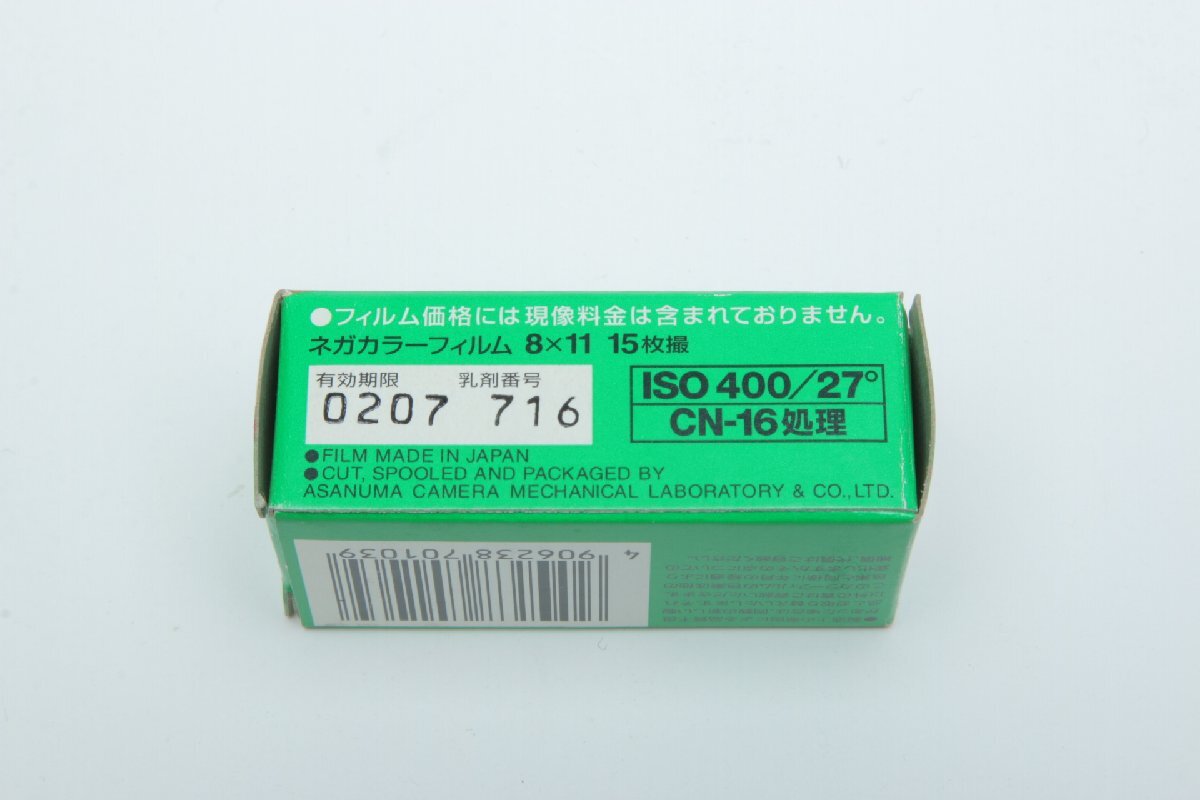 ●フィルム価格には現像料金は含まれておりません。
ネガカラーフィルム 8×11 15枚撮
有効期限 乳剤番号
0207 716
ISO 400/27°
CN-16処理
●FILM MADE IN JAPAN
●CUT, SPOOLED AND PACKAGED BY
ASANUMA CAMERA MECHANICAL LABORATORY & CO.,LTD.
4 906238 701039